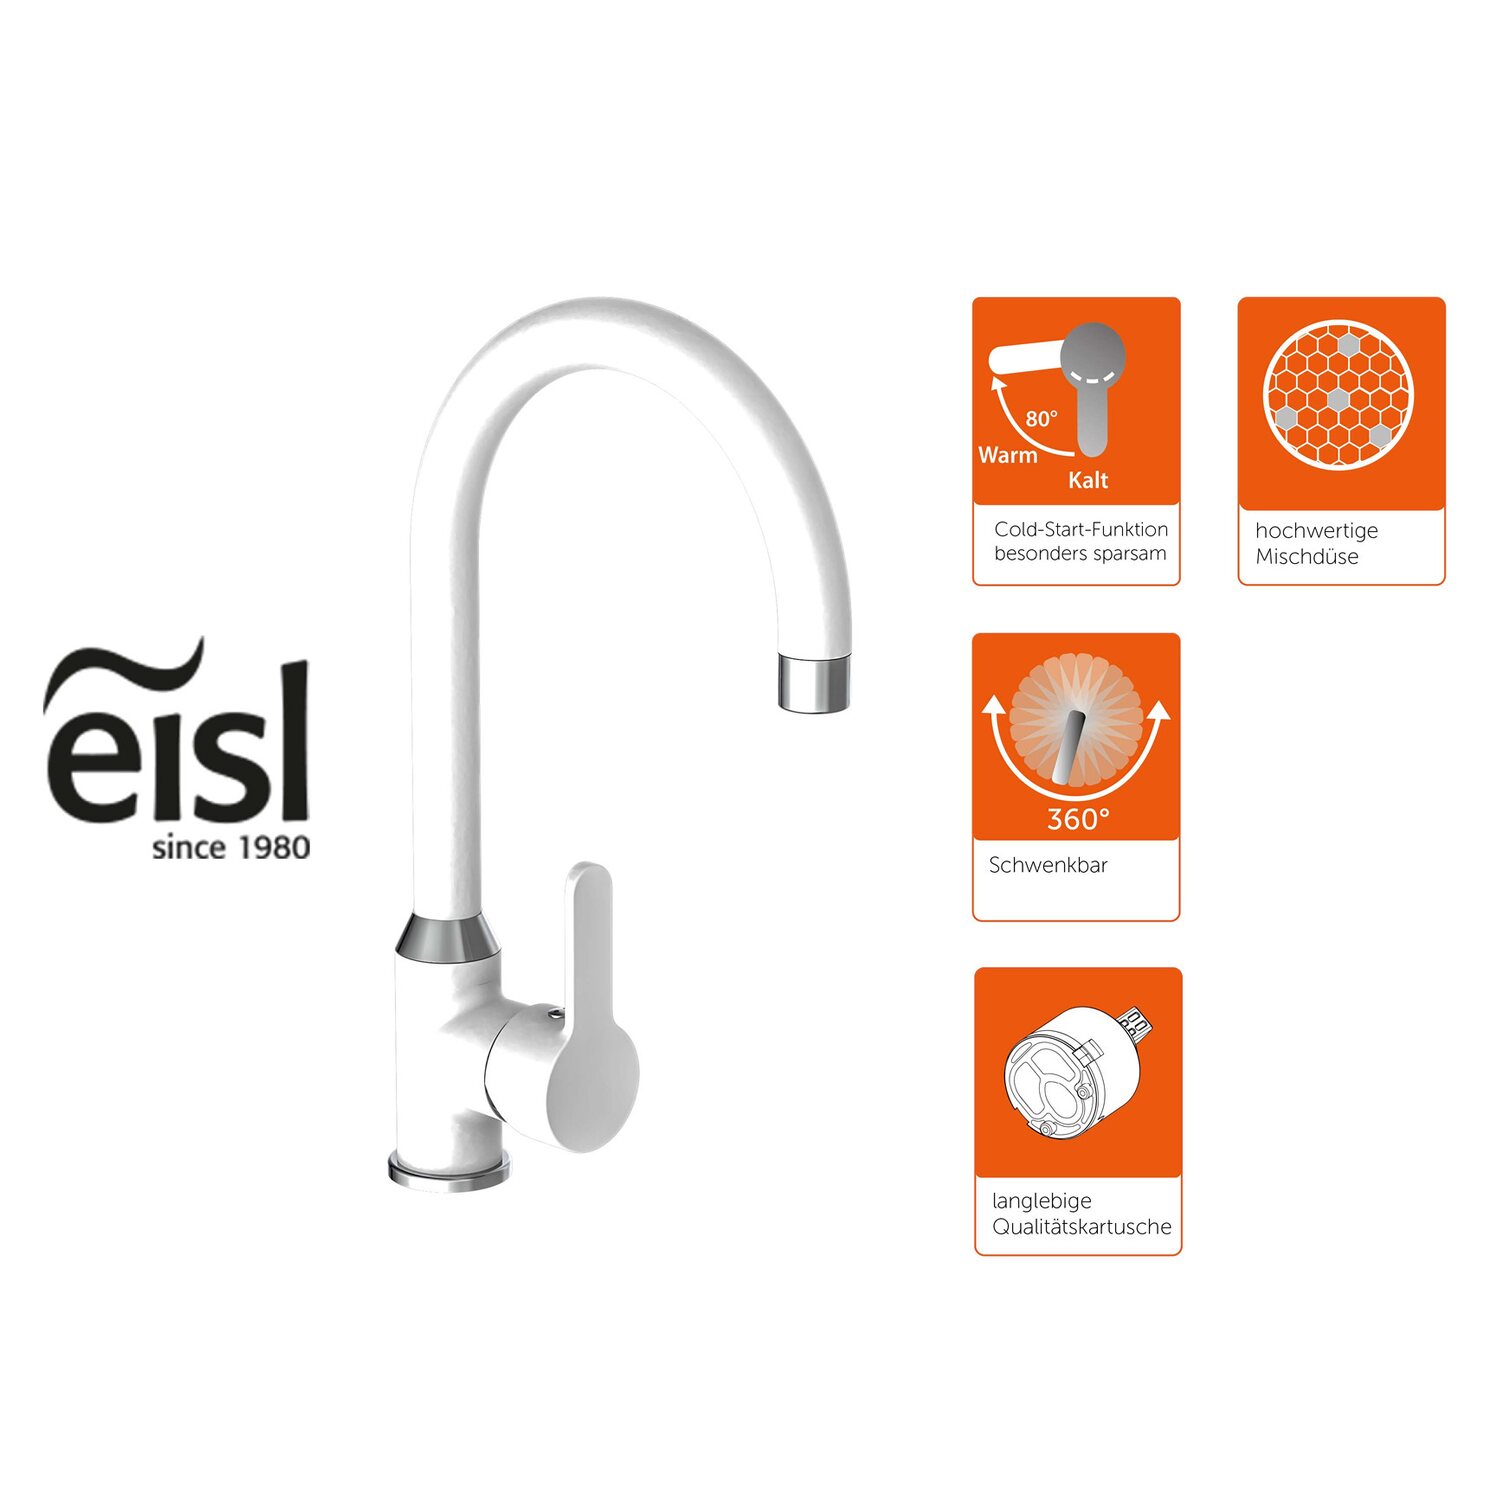 eisl
since 1980
80°
Warm
Kalt
Cold-Start-Funktion
besonders sparsam
hochwertige
Mischdüse
360°
Schwenkbar
langlebige
Qualitätskartusche